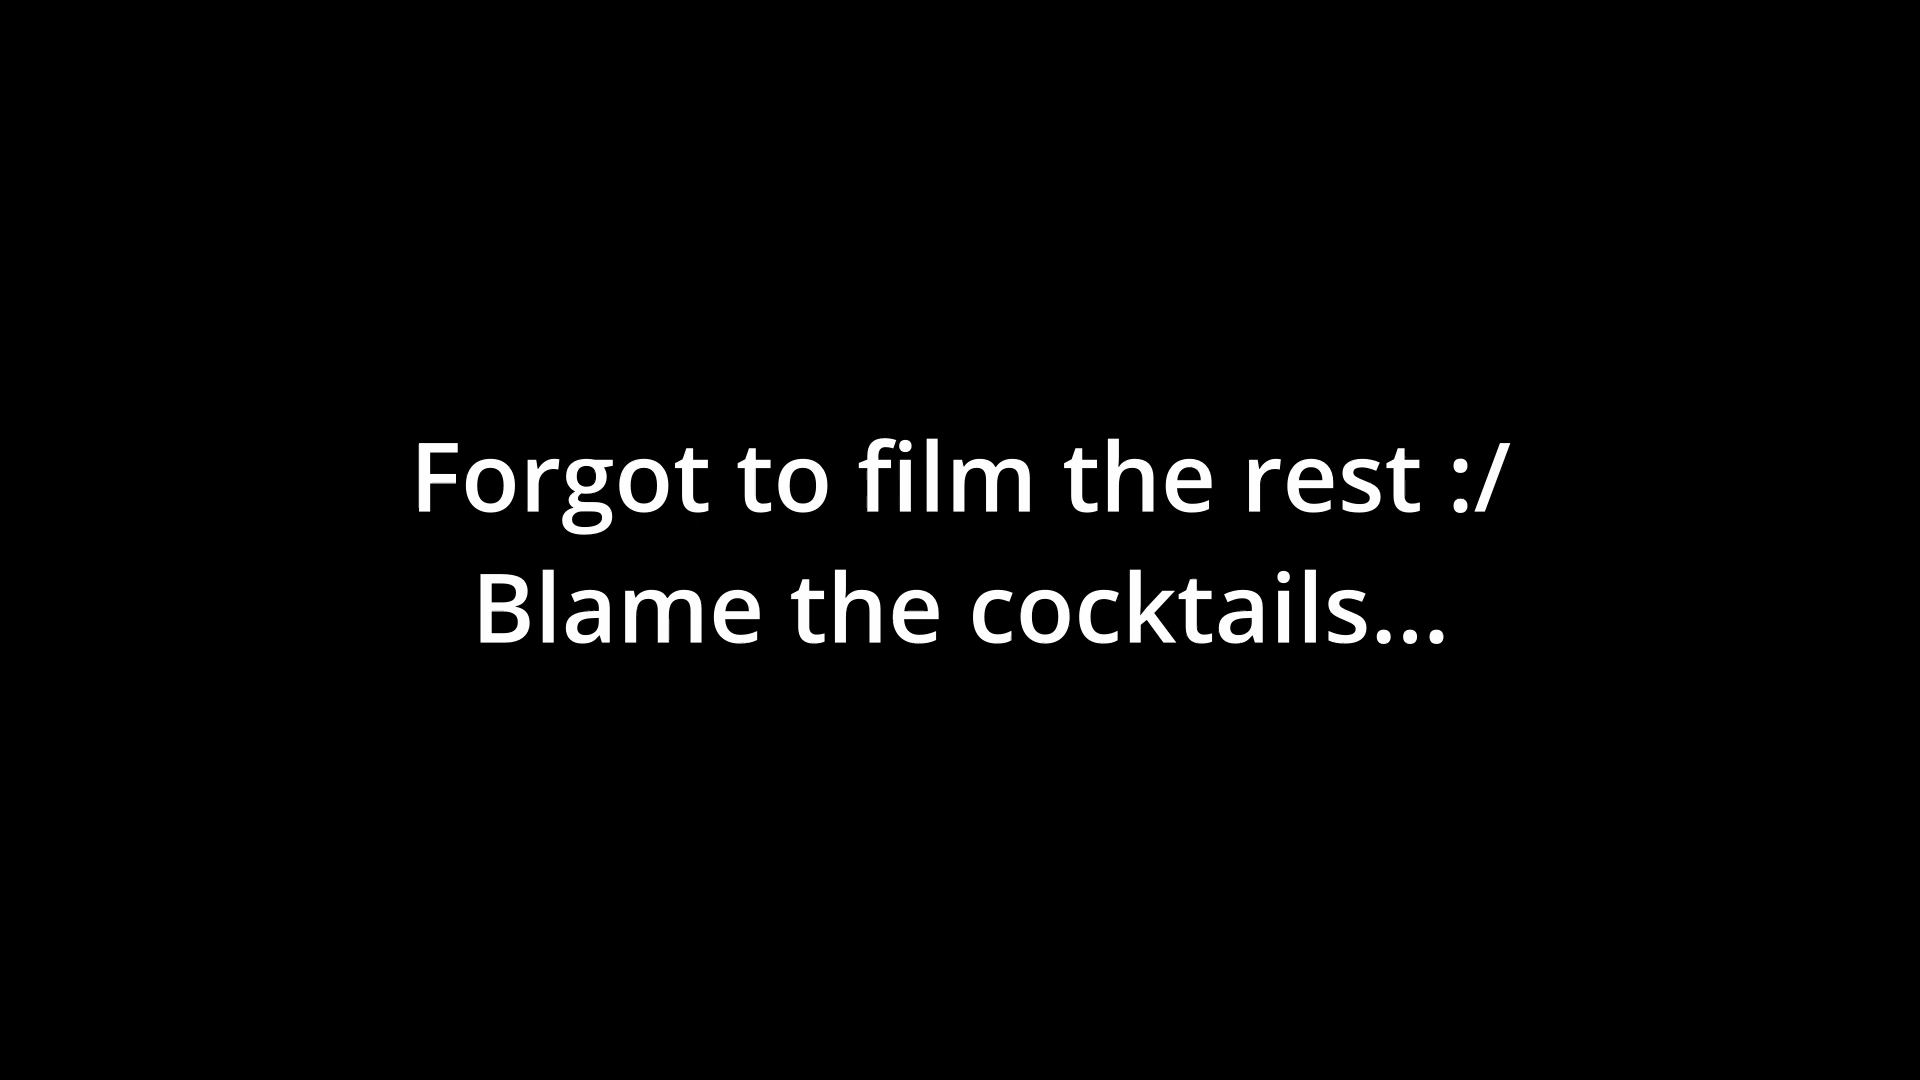 Forgot to film the rest :/
Blame the cocktails...